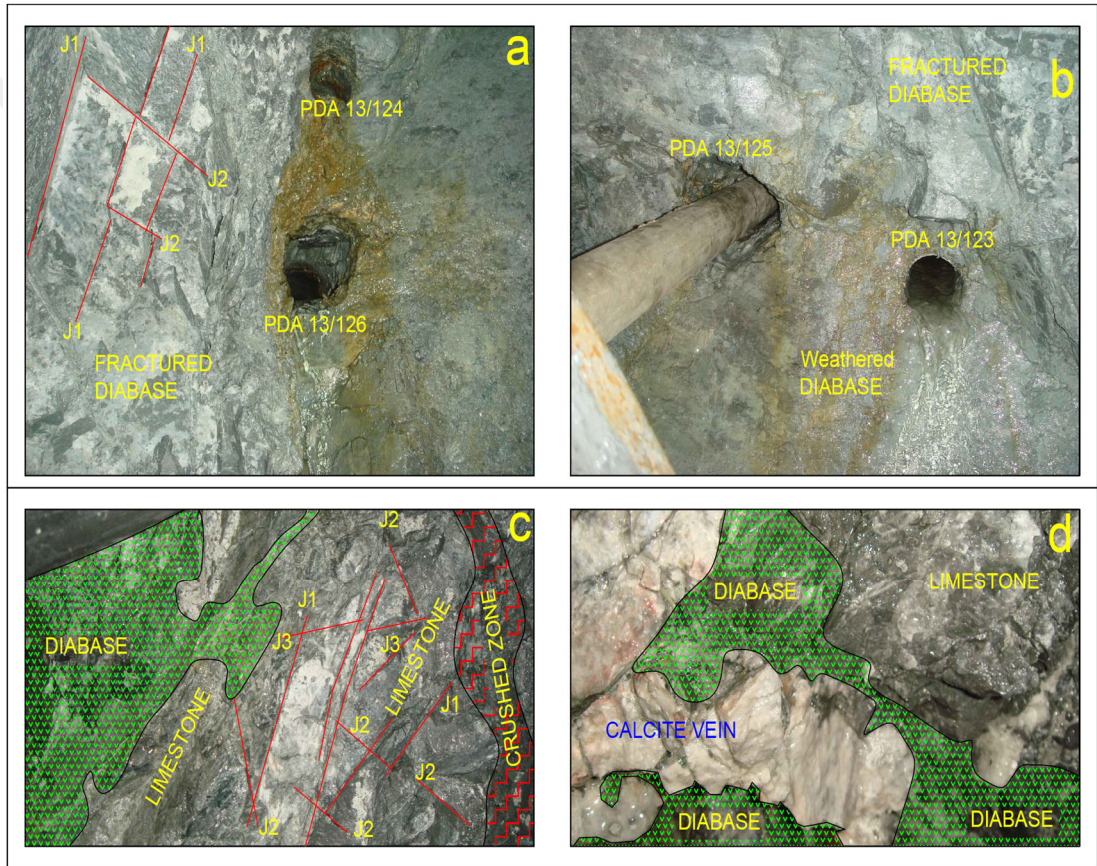 a
J1
J1
PDA 13/124
J2
J2
PDA 13/126
J1
FRACTURED
DIABASE
b
FRACTURED
DIABASE
PDA 13/125
PDA 13/123
Weathered
DIABASE
c
J2
J1
DIABASE
J3
J3
LIMESTONE
CRUSHED ZONE
J1
LIMESTONE
J2
J2
J2
J2
d
DIABASE
LIMESTONE
CALCITE VEIN
DIABASE
DIABASE